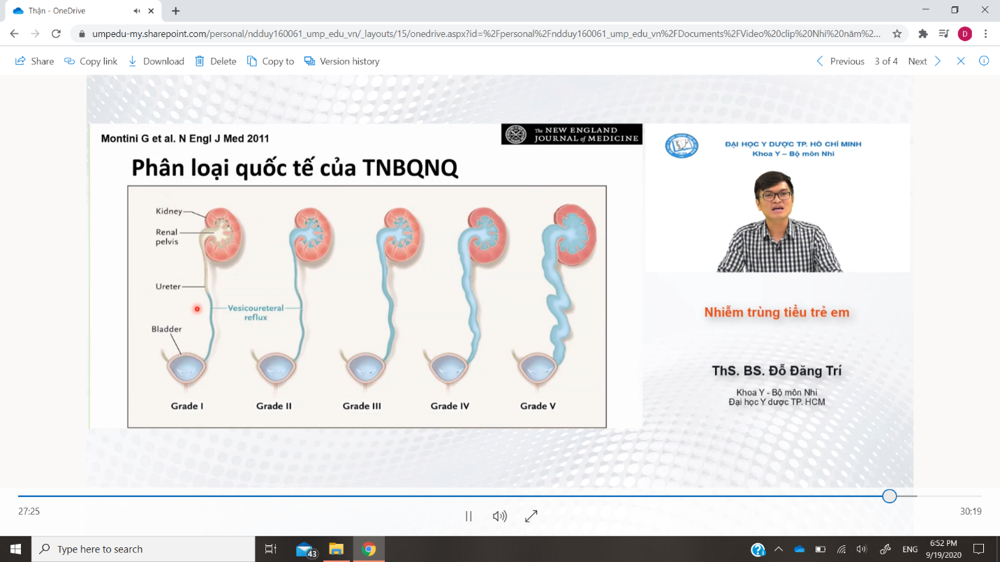 Thận - OneDrive
umpedu-my.sharepoint.com/personal/ndduy160061_ump_edu_vn/_layouts/15/onedrive.aspx?id=%2Fpersonal%2Fndduy160061_ump_edu_vn%2FDocuments%2FVideo%20clip%20Nhi%20năm%2...
D
Share
Copy link
Download
Delete
Copy to
Version history
Previous
3 of 4
Next
Montini G et al. N Engl J Med 2011
The NEW ENGLAND
JOURNAL of MEDICINE
Phân loại quốc tế của TNBQNQ
Kidney
Renal
pelvis
Ureter
Vesicoureteral
reflux
Bladder
Grade I
Grade II
Grade III
Grade IV
Grade V
ĐẠI HỌC Y DƯỢC TP. HỒ CHÍ MINH
Khoa Y – Bộ môn Nhi
Nhiễm trùng tiểu trẻ em
ThS. BS. Đỗ Đăng Trí
Khoa Y - Bộ môn Nhi
Đại học Y dược TP. HCM
27:25
30:19
Type here to search
43
ENG
6:52 PM
9/19/2020